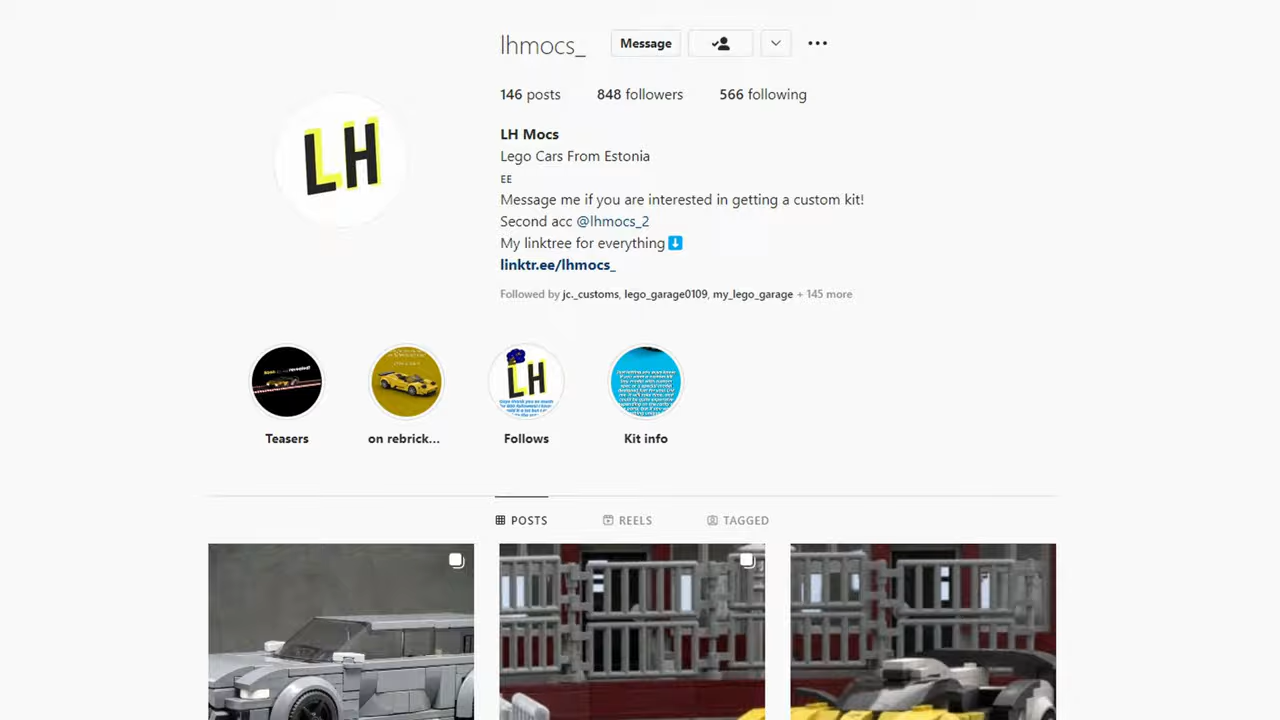 lhmocs_ Message
146 posts 848 followers 566 following
LH
LH Mocs
Lego Cars From Estonia
EE
Message me if you are interested in getting a custom kit!
Second acc @lhmocs_2
My linktree for everything⬇️
linktr.ee/lhmocs_
Followed by jc._customs, lego_garage0109, my_lego_garage + 145 more
LH
Teasers on rebrick... Follows Kit info
POSTS REELS TAGGED